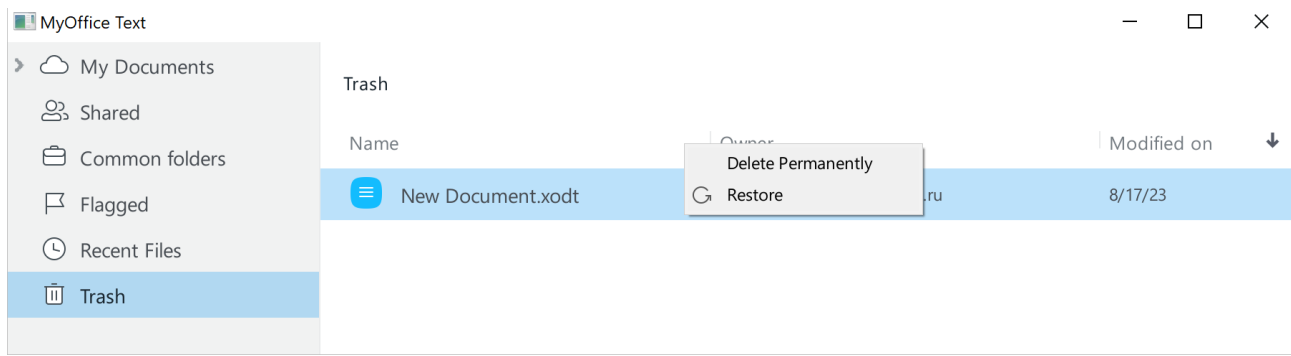 MyOffice Text
My Documents
Shared
Common folders
Flagged
Recent Files
Trash
Trash
Name Owner Modified on
New Document.xodt .ru 8/17/23
Delete Permanently
Restore